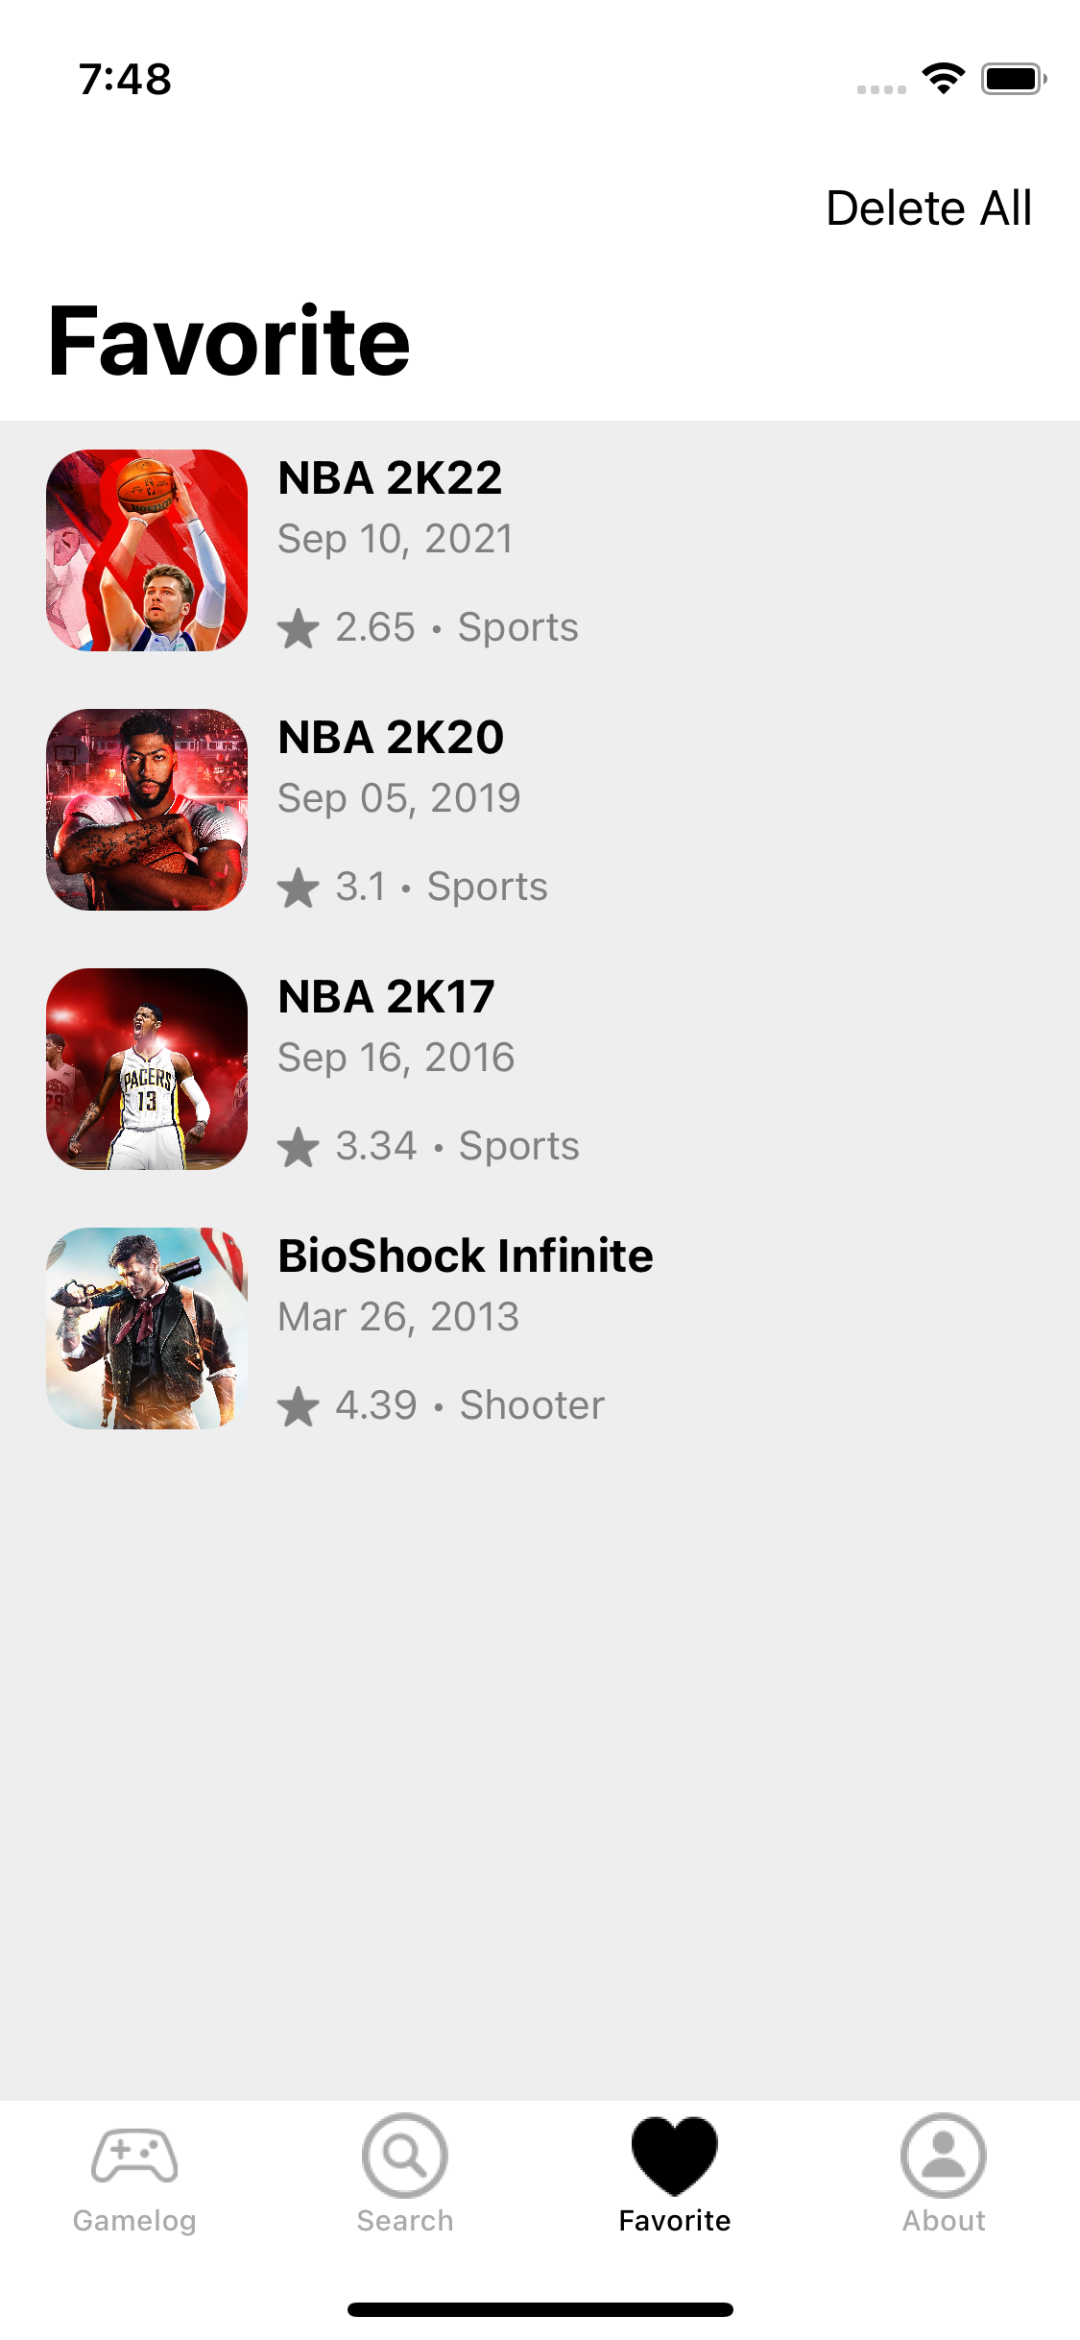 7:48
Delete All
Favorite
NBA 2K22
Sep 10, 2021
2.65 • Sports
NBA 2K20
Sep 05, 2019
3.1 • Sports
PACERS
13
NBA 2K17
Sep 16, 2016
3.34 • Sports
BioShock Infinite
Mar 26, 2013
4.39 • Shooter
Gamelog
Search
Favorite
About